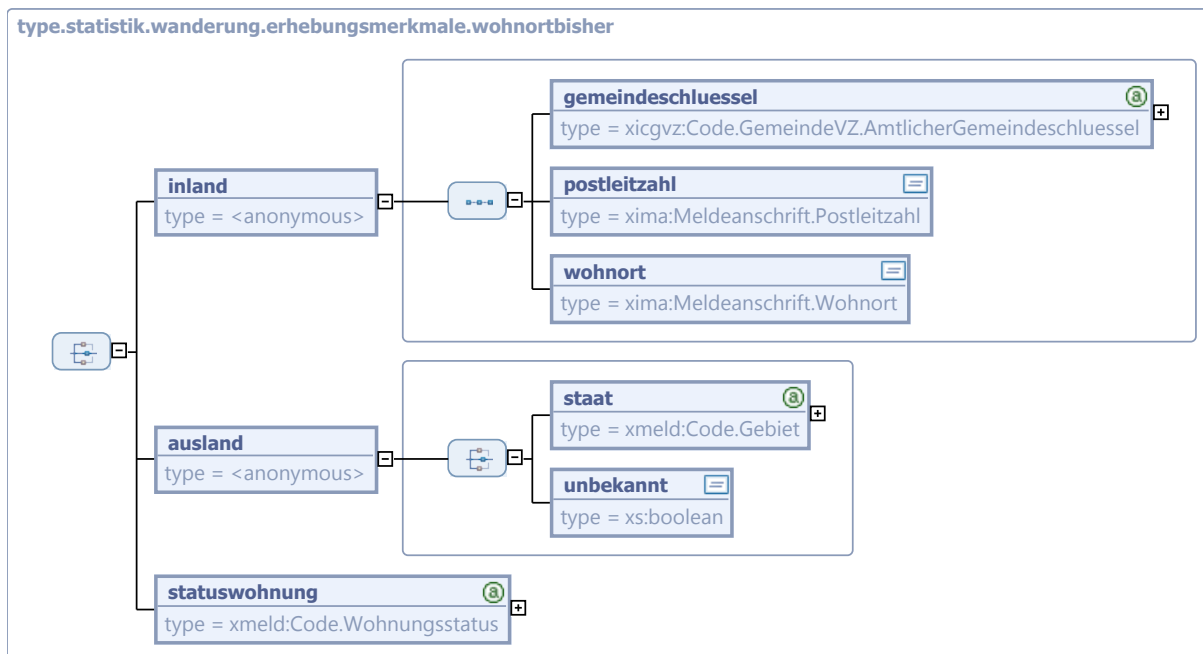 type.statistik.wanderung.erhebungsmerkmale.wohnortbisher
gemeindeschluessel
type = xicgvz:Code.GemeindeVZ.AmtlicherGemeindeschluessel
inland
type = <anonymous>
postleitzahl
type = xima:Meldeanschrift.Postleitzahl
wohnort
type = xima:Meldeanschrift.Wohnort
staat
type = xmeld:Code.Gebiet
ausland
type = <anonymous>
unbekannt
type = xs:boolean
statuswohnung
type = xmeld:Code.Wohnungsstatus